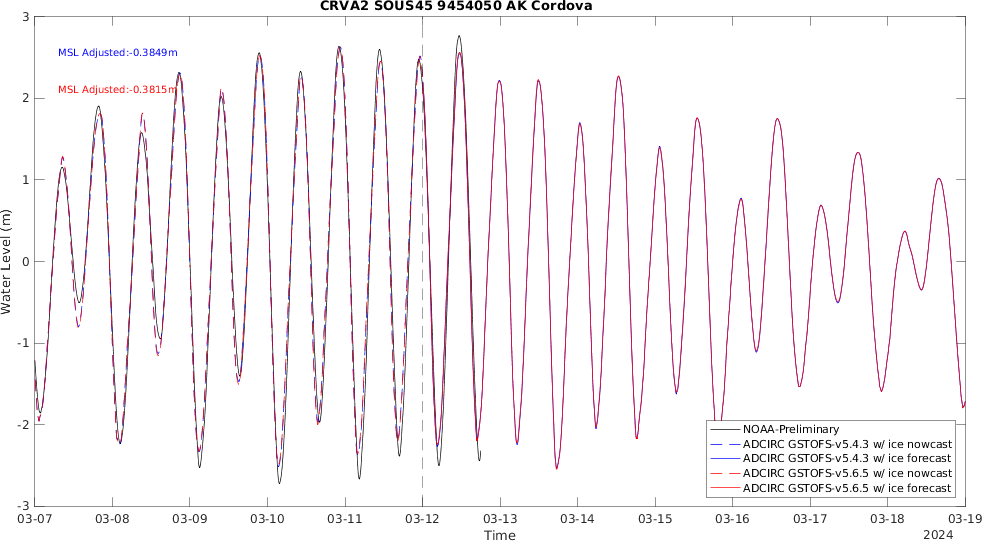 CRVA2 SOUS45 9454050 AK Cordova
MSL Adjusted:-0.3849m
MSL Adjusted:-0.3815m
Water Level (m)
3
2
1
0
-1
-2
-3
NOAA-Preliminary
ADCIRC GSTOFS-v5.4.3 w/ ice nowcast
ADCIRC GSTOFS-v5.4.3 w/ ice forecast
ADCIRC GSTOFS-v5.6.5 w/ ice nowcast
ADCIRC GSTOFS-v5.6.5 w/ ice forecast
03-07 03-08 03-09 03-10 03-11 03-12 03-13 03-14 03-15 03-16 03-17 03-18 03-19
Time
2024